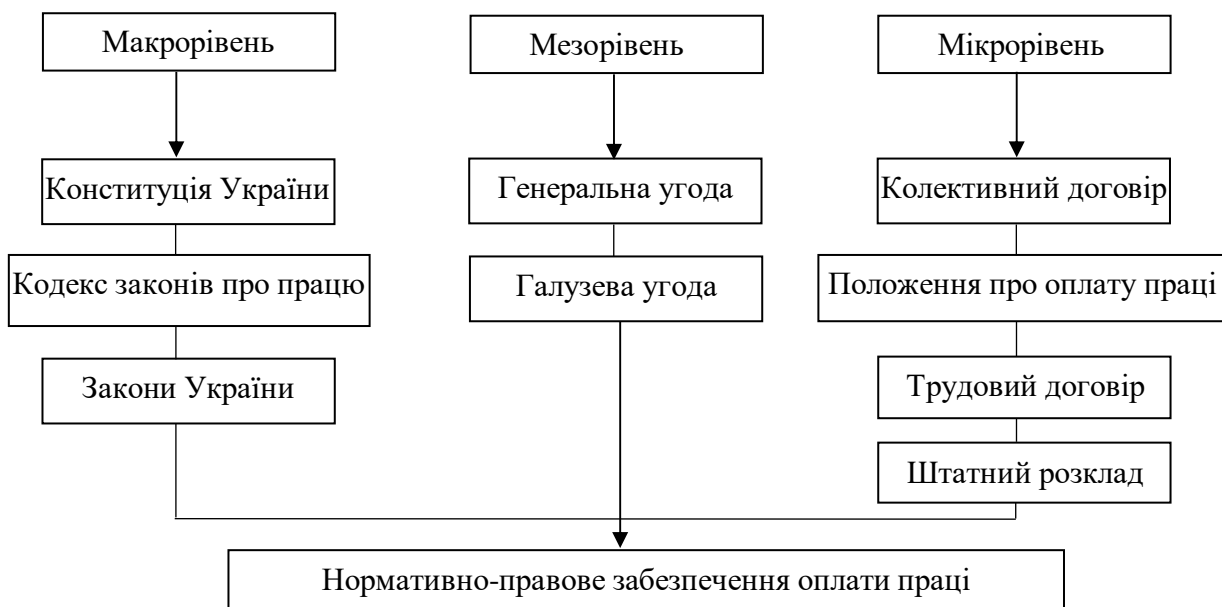 Макрорівень
Мезорівень
Мікрорівень
Конституція України
Генеральна угода
Колективний договір
Кодекс законів про працю
Галузева угода
Положення про оплату праці
Закони України
Трудовий договір
Штатний розклад
Нормативно-правове забезпечення оплати праці